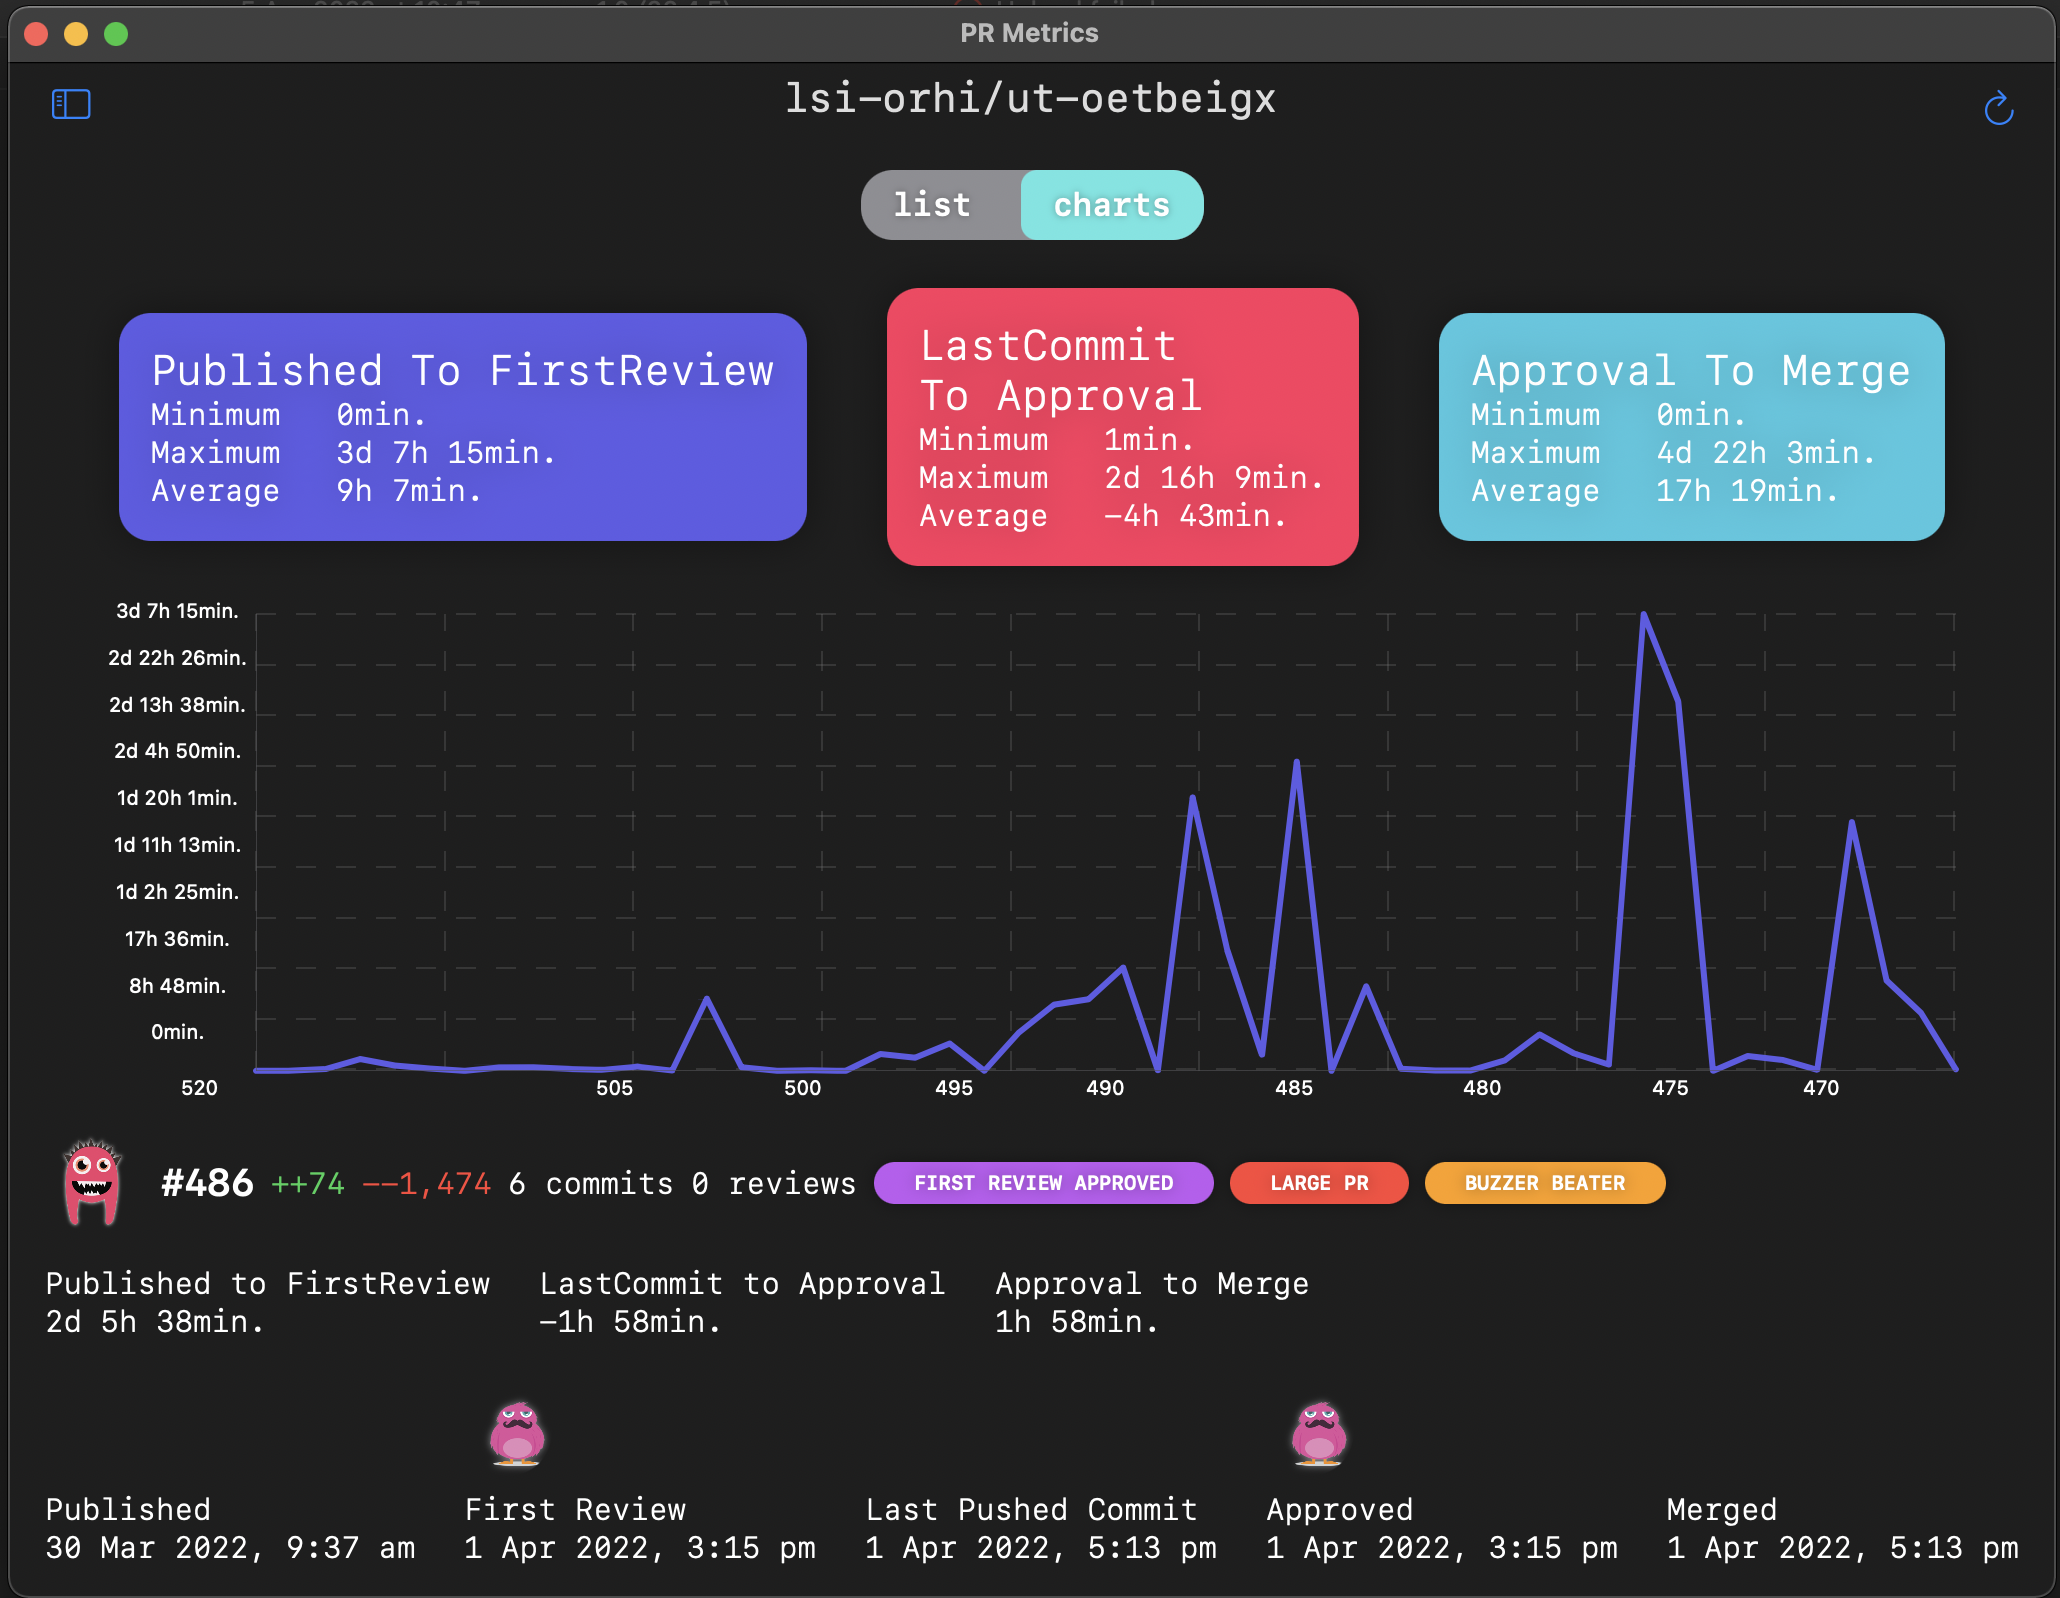 PR Metrics
lsi-orhi/ut-oetbeigx
list charts
Published To FirstReview
Minimum 0min.
Maximum 3d 7h 15min.
Average 9h 7min.
LastCommit
To Approval
Minimum 1min.
Maximum 2d 16h 9min.
Average -4h 43min.
Approval To Merge
Minimum 0min.
Maximum 4d 22h 3min.
Average 17h 19min.
3d 7h 15min.
2d 22h 26min.
2d 13h 38min.
2d 4h 50min.
1d 20h 1min.
1d 11h 13min.
1d 2h 25min.
17h 36min.
8h 48min.
0min.
520 505 500 495 490 485 480 475 470
#486 ++74 --1,474 6 commits 0 reviews FIRST REVIEW APPROVED LARGE PR BUZZER BEATER
Published to FirstReview LastCommit to Approval Approval to Merge
2d 5h 38min. -1h 58min. 1h 58min.
Published First Review Last Pushed Commit Approved Merged
30 Mar 2022, 9:37 am 1 Apr 2022, 3:15 pm 1 Apr 2022, 5:13 pm 1 Apr 2022, 3:15 pm 1 Apr 2022, 5:13 pm